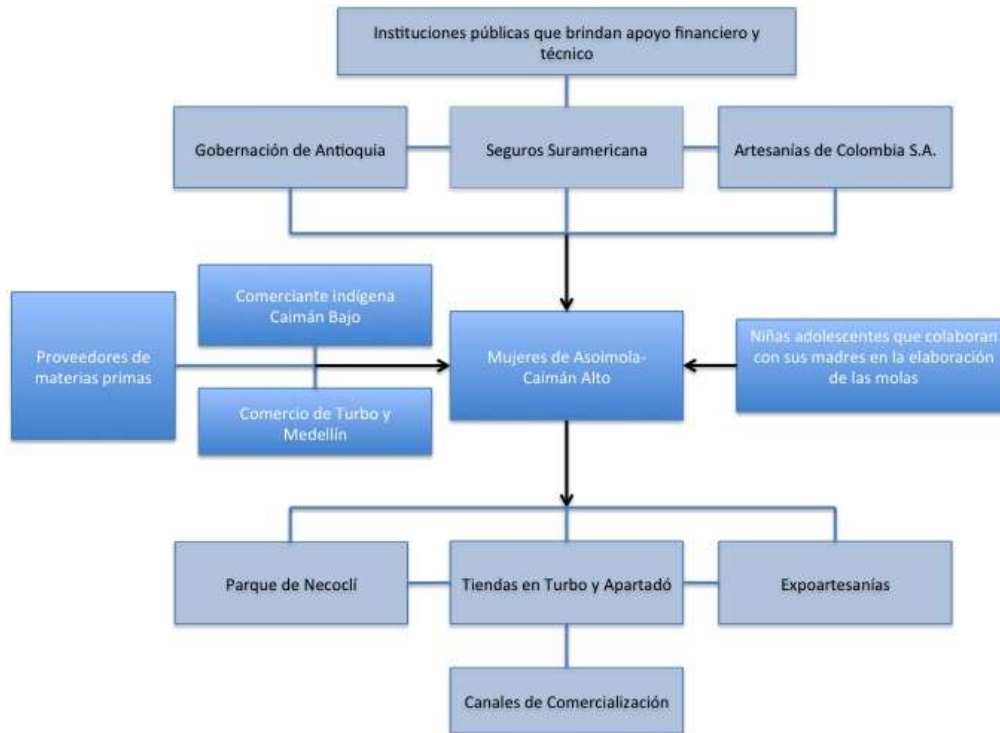 Instituciones públicas que brindan apoyo financiero y
técnico
Gobernación de Antioquia
Seguros Suramericana
Artesanías de Colombia S.A.
Proveedores de
materias primas
Comerciante indígena
Caimán Bajo
Comercio de Turbo y
Medellín
Mujeres de Asoimola-
Caimán Alto
Niñas adolescentes que colaboran
con sus madres en la elaboración
de las molas
Parque de Necoclí
Tiendas en Turbo y Apartadó
Expoartesanías
Canales de Comercialización